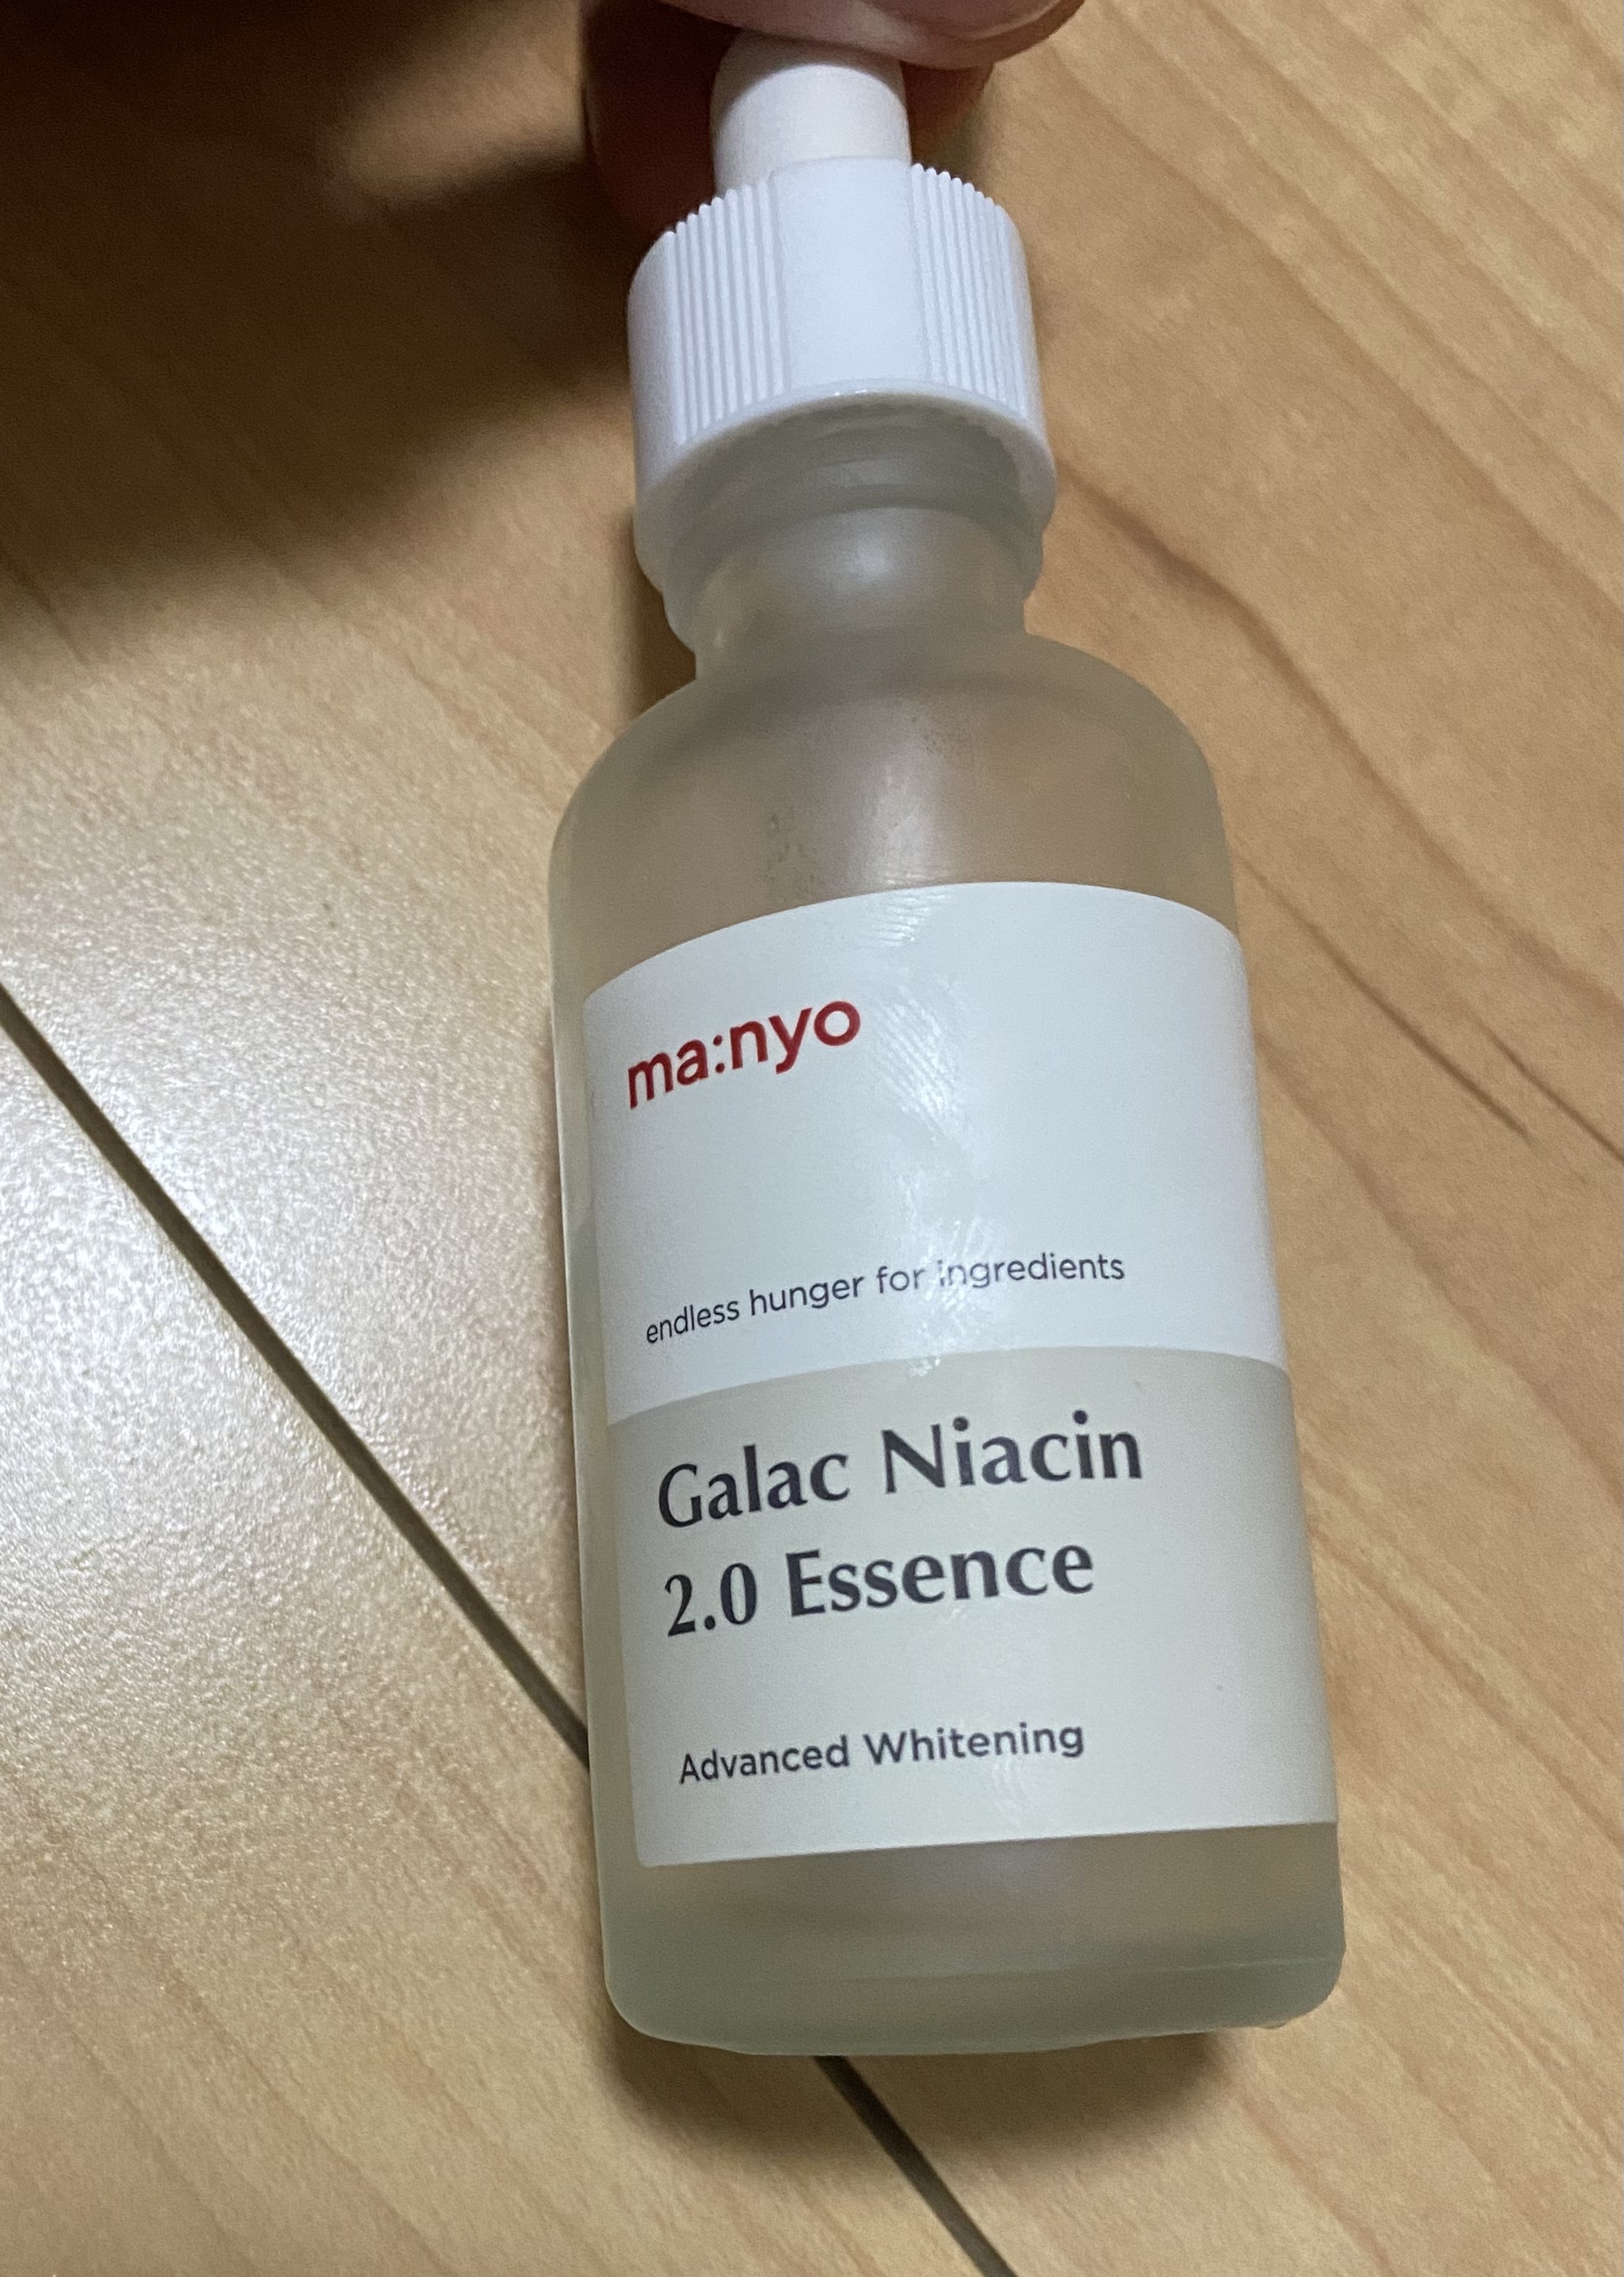 ma:nyo
endless hunger for ingredients
Galac Niacin
2.0 Essence
Advanced Whitening